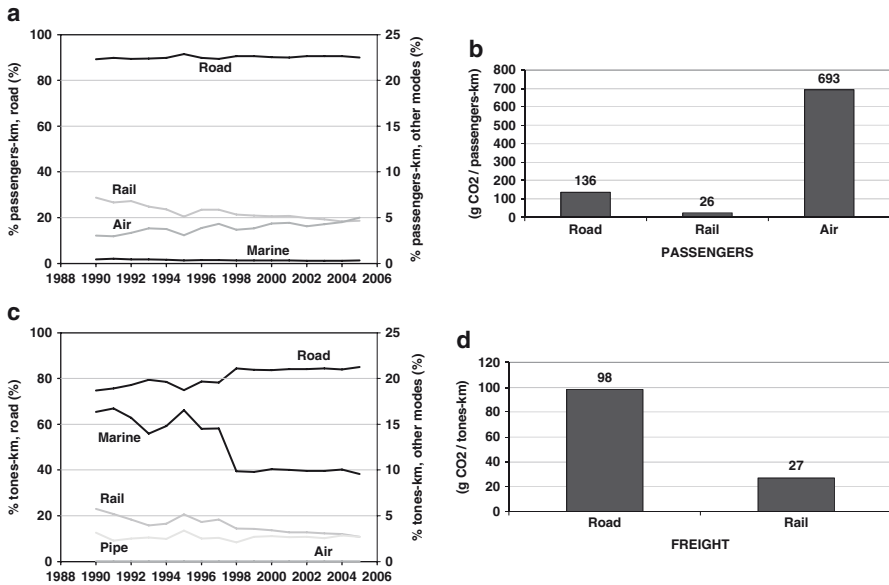 a
% passengers-km, road (%)
100
80
60
40
20
0
25
20
15
10
5
0
% passengers-km, other modes (%)
Road
Rail
Air
Marine
1988 1990 1992 1994 1996 1998 2000 2002 2004 2006
b
(g CO2 / passengers-km)
800
700
600
500
400
300
200
100
0
136
26
693
Road Rail Air
PASSENGERS
c
% tones-km, road (%)
100
80
60
40
20
0
25
20
15
10
5
0
% tones-km, other modes (%)
Road
Marine
Rail
Pipe
Air
1988 1990 1992 1994 1996 1998 2000 2002 2004 2006
d
(g CO2 / tones-km)
120
100
80
60
40
20
0
98
27
Road Rail
FREIGHT